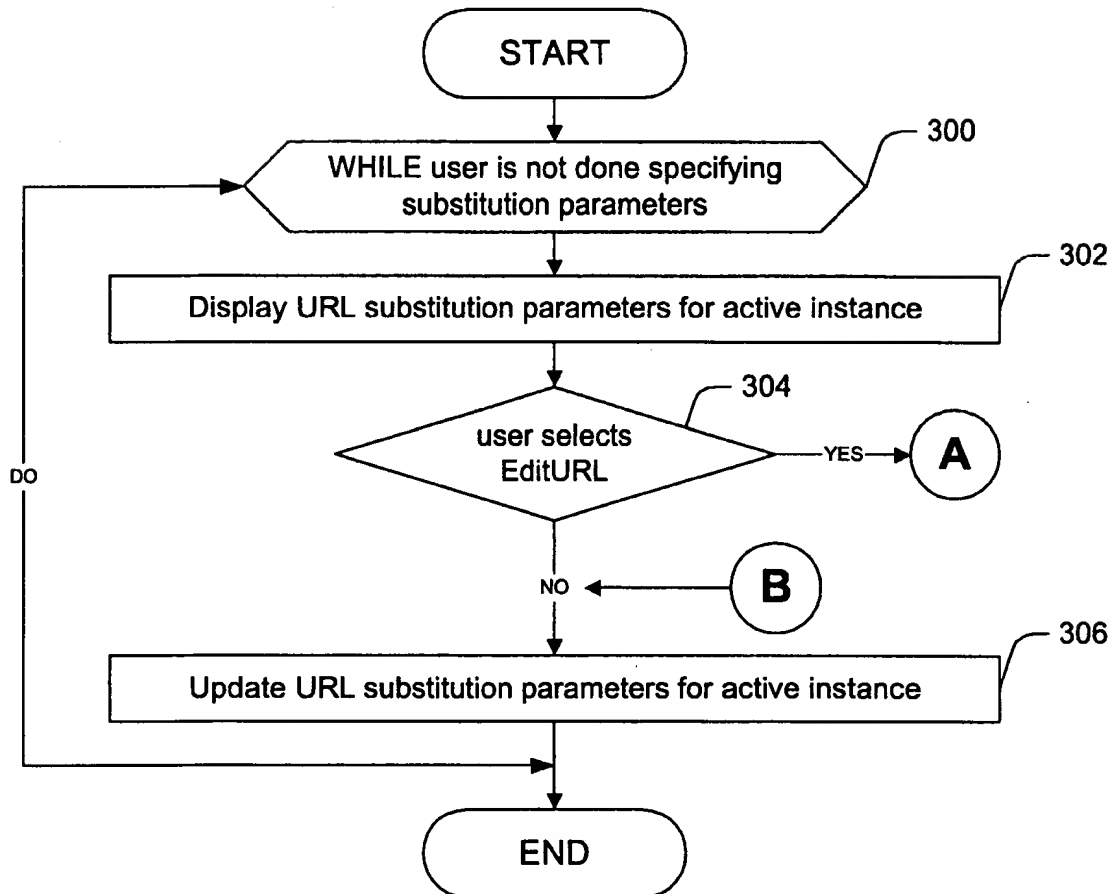 START
300
WHILE user is not done specifying
substitution parameters
302
Display URL substitution parameters for active instance
304
user selects
EditURL
YES
A
DO
NO
B
306
Update URL substitution parameters for active instance
END